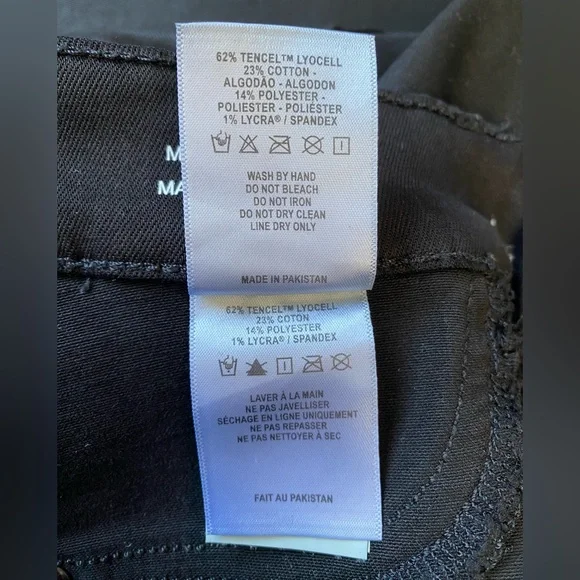 62% TENCEL™ LYOCELL
23% COTTON -
ALGODÃO - ALGODON
14% POLYESTER -
POLIESTER - POLIÉSTER
1% LYCRA® / SPANDEX
WASH BY HAND
DO NOT BLEACH
DO NOT IRON
DO NOT DRY CLEAN
LINE DRY ONLY
MADE IN PAKISTAN
62% TENCEL™ LYOCELL
23% COTON
14% POLYESTER
1% LYCRA® / SPANDEX
LAVER À LA MAIN
NE PAS JAVELLISER
SÉCHAGE EN LIGNE UNIQUEMENT
NE PAS REPASSER
NE PAS NETTOYER À SEC
FAIT AU PAKISTAN